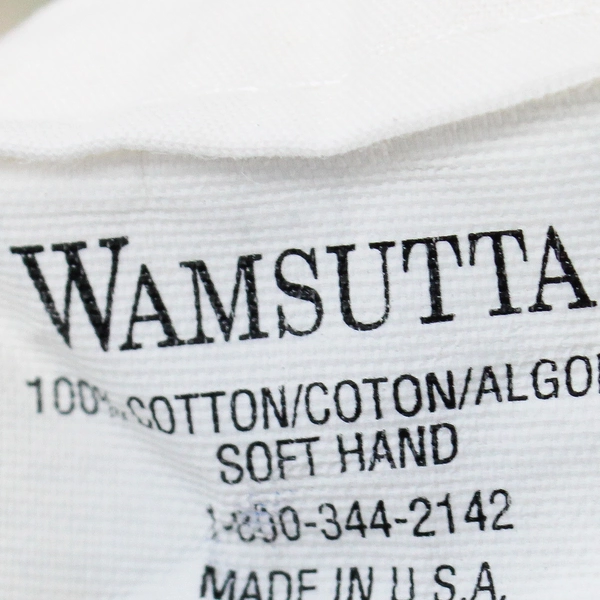 WAMSUTTA
100% COTTON/COTON/ALGO
SOFT HAND
1-800-344-2142
MADE IN U.S.A.